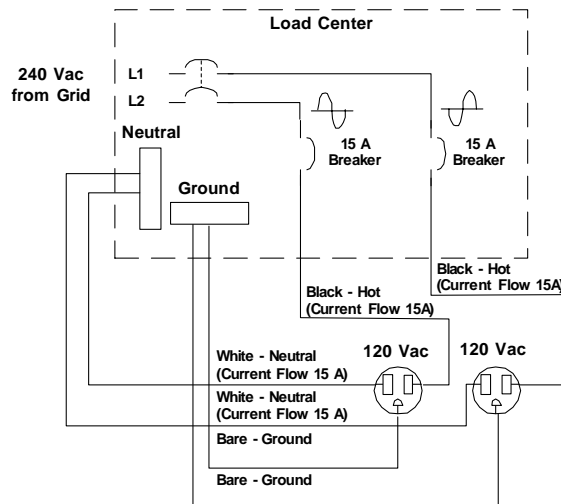 Load Center
240 Vac
from Grid
L1
L2
Neutral
Ground
15 A
Breaker
15 A
Breaker
Black - Hot
(Current Flow 15A)
Black - Hot
(Current Flow 15A)
White - Neutral
(Current Flow 15 A)
White - Neutral
(Current Flow 15 A)
Bare - Ground
Bare - Ground
120 Vac
120 Vac